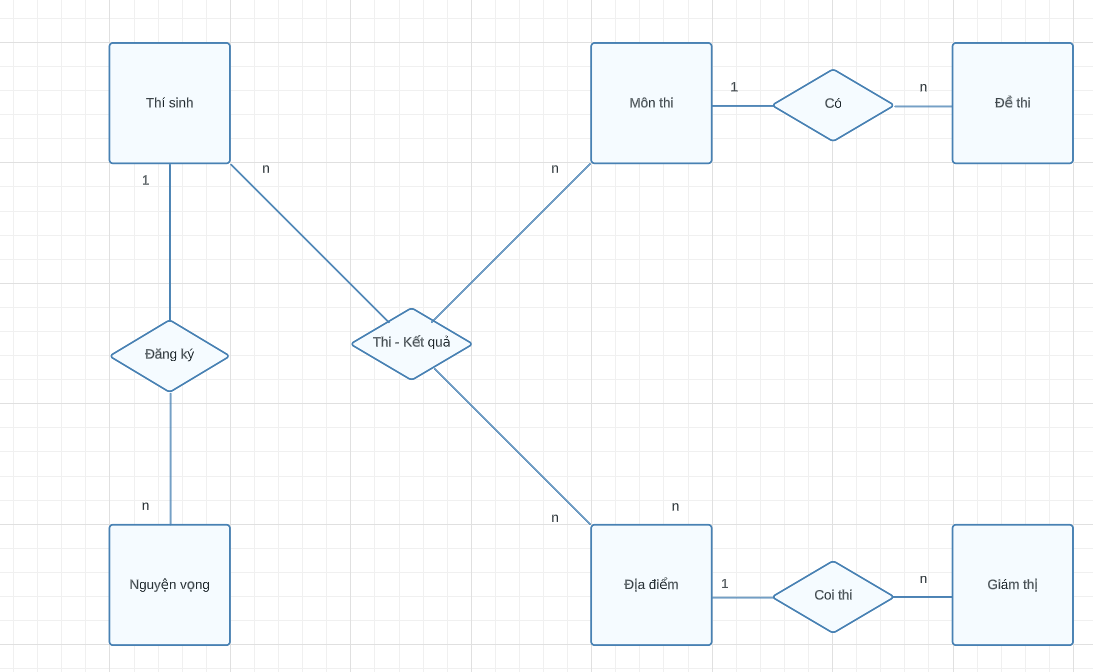 Thí sinh
Môn thi
1
Có
n
Đề thi
1
n
n
Đăng ký
Thi - Kết quả
n
n
n
Nguyện vọng
Địa điểm
1
Coi thi
n
Giám thị